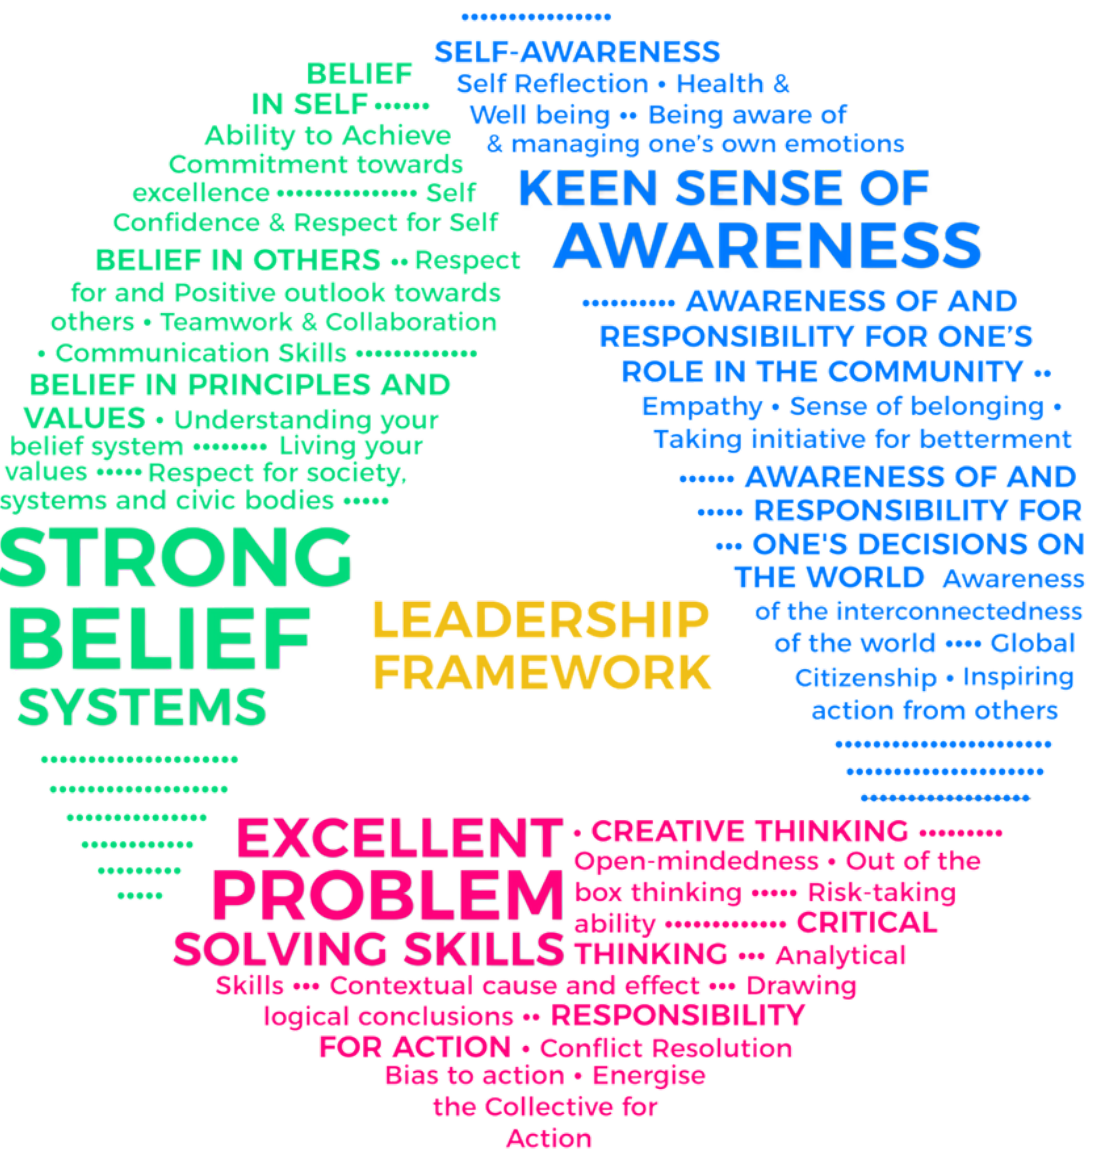 BELIEF
IN SELF ••••••
Ability to Achieve
Commitment towards
excellence ••••••••••••••• Self
Confidence & Respect for Self
BELIEF IN OTHERS •• Respect
for and Positive outlook towards
others • Teamwork & Collaboration
• Communication Skills •••••••••••••
BELIEF IN PRINCIPLES AND
VALUES • Understanding your
belief system •••••••• Living your
values ••••• Respect for society,
systems and civic bodies •••••
STRONG
BELIEF
SYSTEMS
SELF-AWARENESS
Self Reflection • Health &
Well being •• Being aware of
& managing one’s own emotions
KEEN SENSE OF
AWARENESS
•••••••••• AWARENESS OF AND
RESPONSIBILITY FOR ONE’S
ROLE IN THE COMMUNITY ••
Empathy • Sense of belonging •
Taking initiative for betterment
•••••• AWARENESS OF AND
••••• RESPONSIBILITY FOR
••• ONE'S DECISIONS ON
THE WORLD Awareness
of the interconnectedness
of the world •••• Global
Citizenship • Inspiring
action from others
LEADERSHIP
FRAMEWORK
EXCELLENT
PROBLEM
SOLVING SKILLS
• CREATIVE THINKING •••••••••
Open-mindedness • Out of the
box thinking ••••• Risk-taking
ability ••••••••••••• CRITICAL
THINKING ••• Analytical
Skills ••• Contextual cause and effect ••• Drawing
logical conclusions •• RESPONSIBILITY
FOR ACTION • Conflict Resolution
Bias to action • Energise
the Collective for
Action